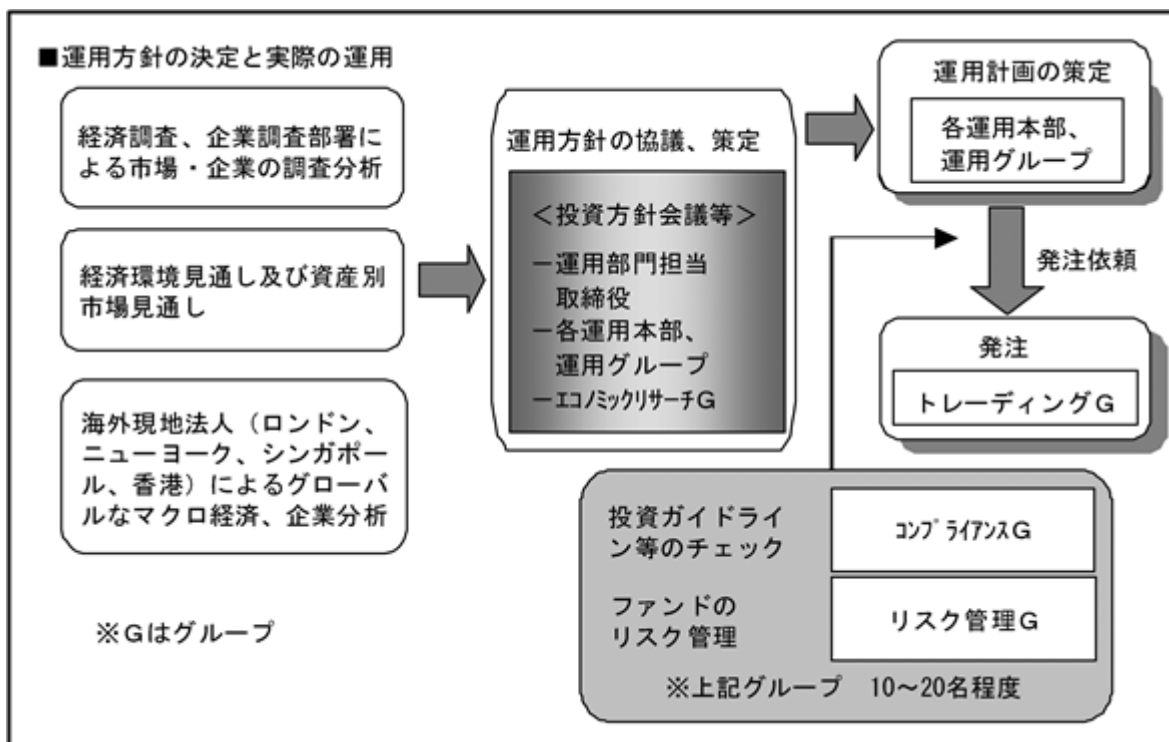 ■運用方針の決定と実際の運用
経済調査、企業調査部署に
よる市場・企業の調査分析
経済環境見通し及び資産別
市場見通し
海外現地法人（ロンドン、
ニューヨーク、シンガポー
ル、香港）によるグローバ
ルなマクロ経済、企業分析
※Gはグループ
運用方針の協議、策定
＜投資方針会議等＞
－運用部門担当
取締役
－各運用本部、
運用グループ
－ｴｺﾉﾐｯｸﾘｻｰﾁG
運用計画の策定
各運用本部、
運用グループ
発注依頼
発注
トレーディングG
投資ガイドライ
ン等のチェック
ｺﾝﾌﾟﾗｲｱﾝｽG
ファンドの
リスク管理
リスク管理G
※上記グループ　10～20名程度